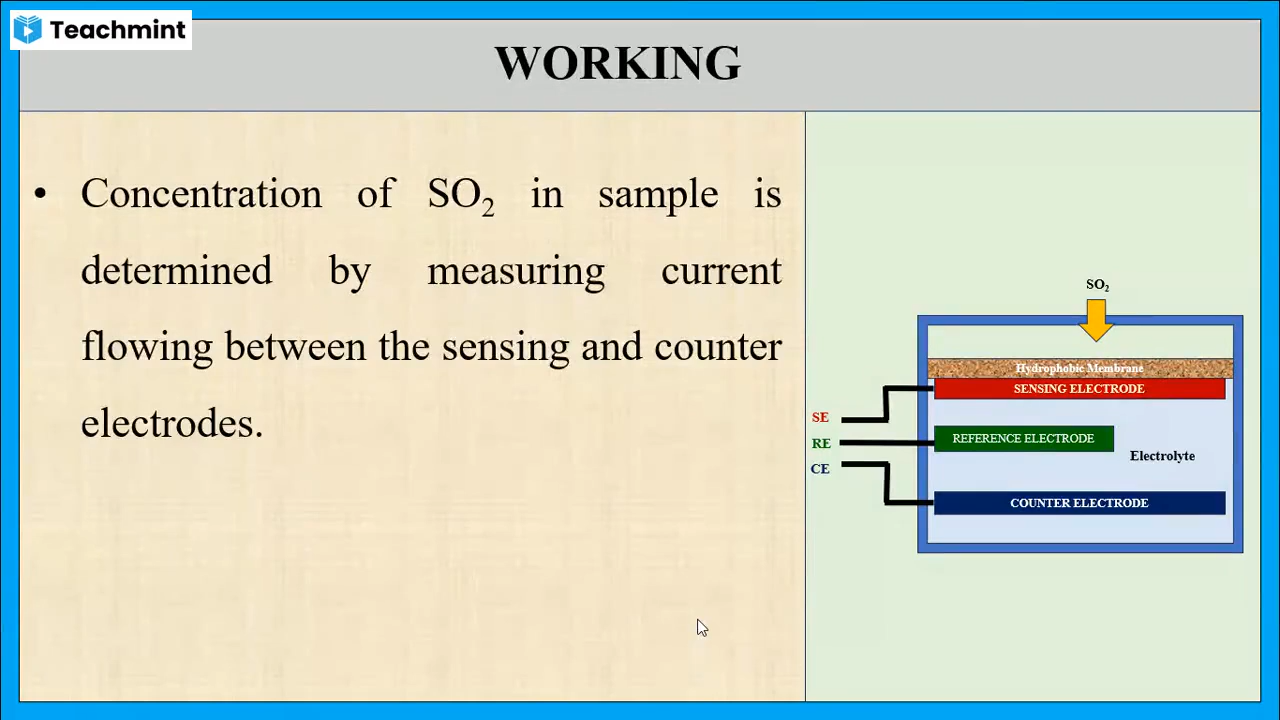 Teachmint
WORKING
• Concentration of SO₂ in sample is
determined by measuring current
flowing between the sensing and counter
electrodes.
SO₂
Hydrophobic Membrane
SENSING ELECTRODE
SE
REFERENCE ELECTRODE
RE
Electrolyte
CE
COUNTER ELECTRODE